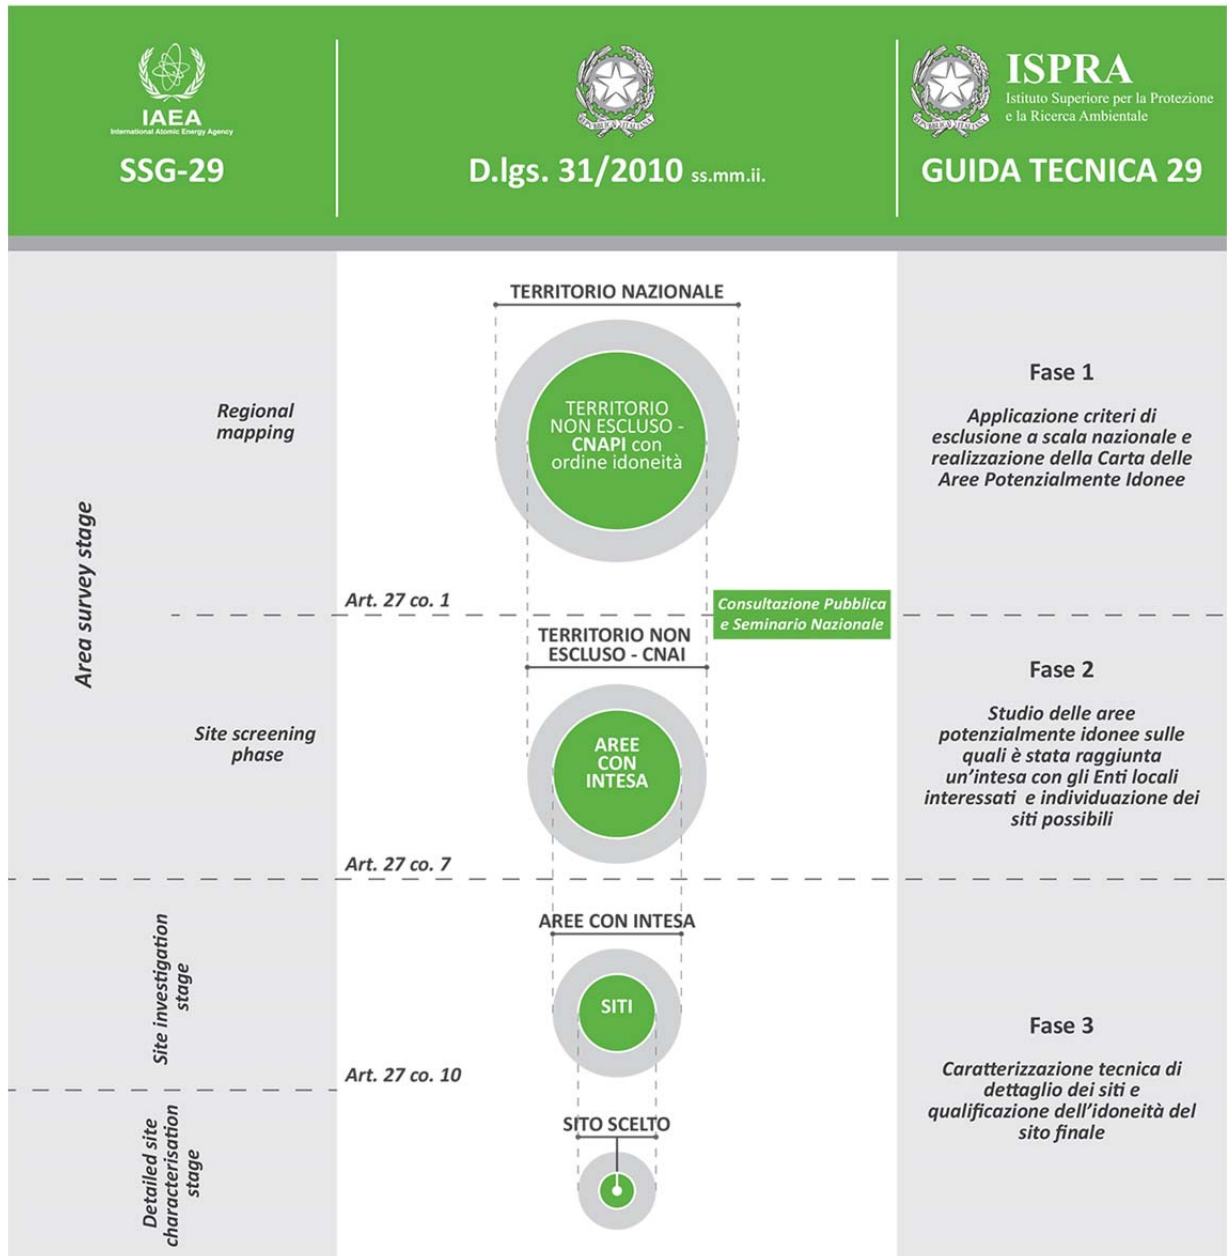 IAEA
International Atomic Energy Agency
SSG-29
D.lgs. 31/2010 ss.mm.ii.
ISPRA
Istituto Superiore per la Protezione
e la Ricerca Ambientale
GUIDA TECNICA 29
Area survey stage
Regional
mapping
TERRITORIO NAZIONALE
TERRITORIO
NON ESCLUSO -
CNAPI con
ordine idoneità
Fase 1
Applicazione criteri di
esclusione a scala nazionale e
realizzazione della Carta delle
Aree Potenzialmente Idonee
Art. 27 co. 1
Consultazione Pubblica
e Seminario Nazionale
Site screening
phase
TERRITORIO NON
ESCLUSO - CNAI
AREE
CON
INTESA
Fase 2
Studio delle aree
potenzialmente idonee sulle
quali è stata raggiunta
un'intesa con gli Enti locali
interessati e individuazione dei
siti possibili
Art. 27 co. 7
Site investigation
stage
AREE CON INTESA
SITI
Art. 27 co. 10
Fase 3
Caratterizzazione tecnica di
dettaglio dei siti e
qualificazione dell'idoneità del
sito finale
Detailed site
characterisation
stage
SITO SCELTO